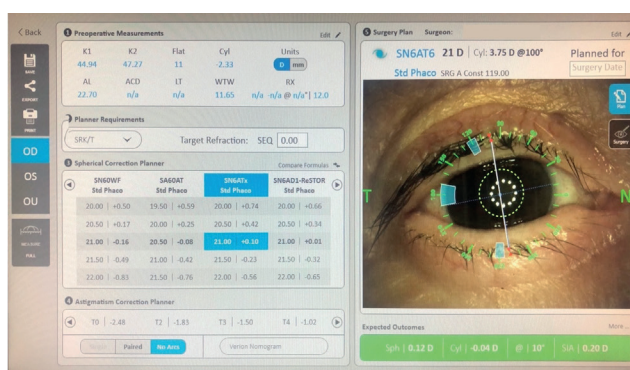 < Back
SAVE
EXPORT
PRINT
OD
OS
OU
INCLUDE
FULL
1 Preoperative Measurements Edit
K1 K2 Flat Cyl Units
44.94 47.27 11 -2.33 D mm
AL ACD LT WTW RX
22.70 n/a n/a 11.65 n/a -n/a @ n/a°| 12.0
Planner Requirements
SRK/T Target Refraction: SEQ 0.00
3 Spherical Correction Planner Compare Formulas
SN60WF SA60AT SN6ATx SN6AD1-ReSTOR
Std Phaco Std Phaco Std Phaco Std Phaco
20.00 +0.50 19.50 +0.59 20.00 +0.74 20.00 +0.66
20.50 +0.17 20.00 +0.25 20.50 +0.42 20.50 +0.34
21.00 -0.16 20.50 -0.08 21.00 +0.10 21.00 +0.01
21.50 -0.49 21.00 -0.42 21.50 -0.23 21.50 -0.32
22.00 -0.83 21.50 -0.76 22.00 -0.56 22.00 -0.65
4 Astigmatism Correction Planner
T0 | -2.48 T2 | -1.83 T3 | -1.50 T4 | -1.02
Paired No Arcs Verion Nomogram
5 Surgery Plan Surgeon: Edit
SN6AT6 21 D | Cyl: 3.75 D @100° Planned for
Std Phaco SRG A Const 119.00 Surgery Date
Plan
Surgery
T N
Expected Outcomes More ...
Sph | 0.12 D Cyl | -0.04 D @ | 10° SIA | 0.20 D